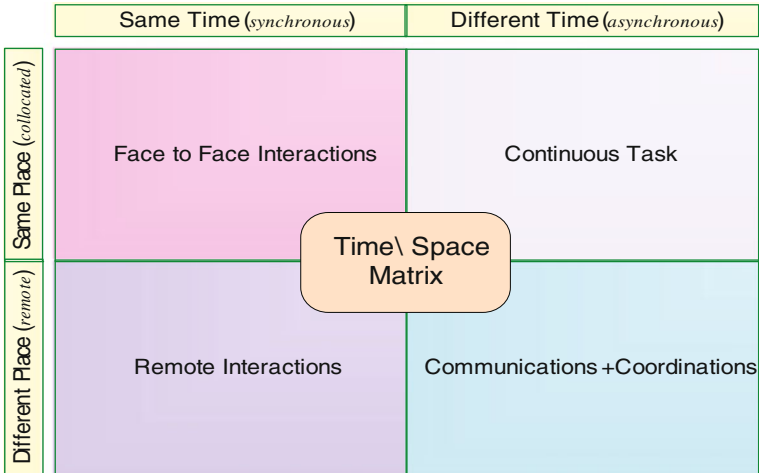 Same Time (synchronous)
Different Time (asynchronous)
Same Place (collocated)
Face to Face Interactions
Continuous Task
Time\ Space
Matrix
Different Place (remote)
Remote Interactions
Communications +Coordinations